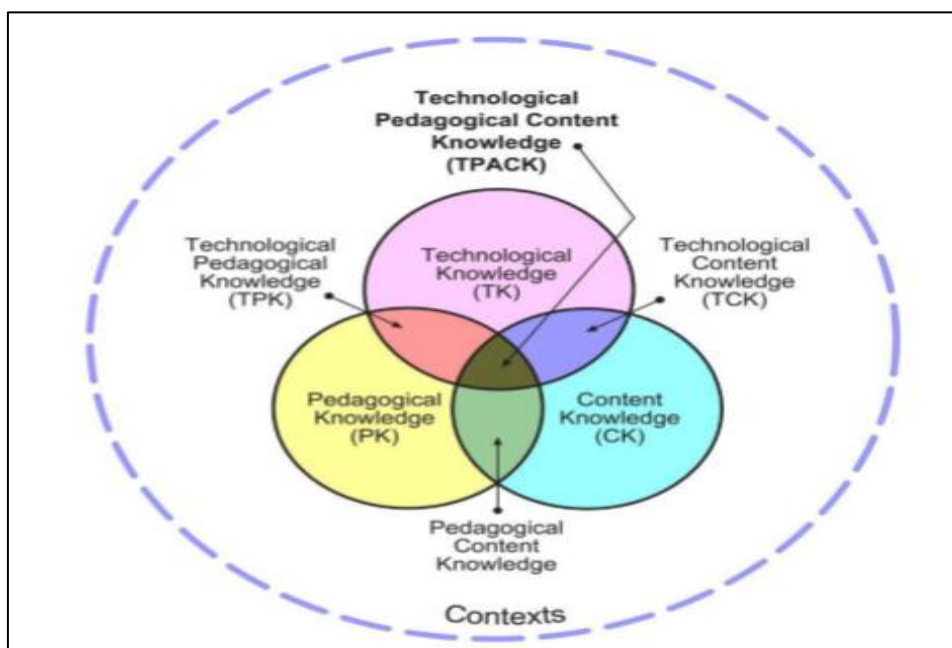 Technological
Pedagogical Content
Knowledge
(TPACK)
Technological
Pedagogical
Knowledge
(TPK)
Technological
Knowledge
(TK)
Technological
Content
Knowledge
(TCK)
Pedagogical
Knowledge
(PK)
Content
Knowledge
(CK)
Pedagogical
Content
Knowledge
Contexts